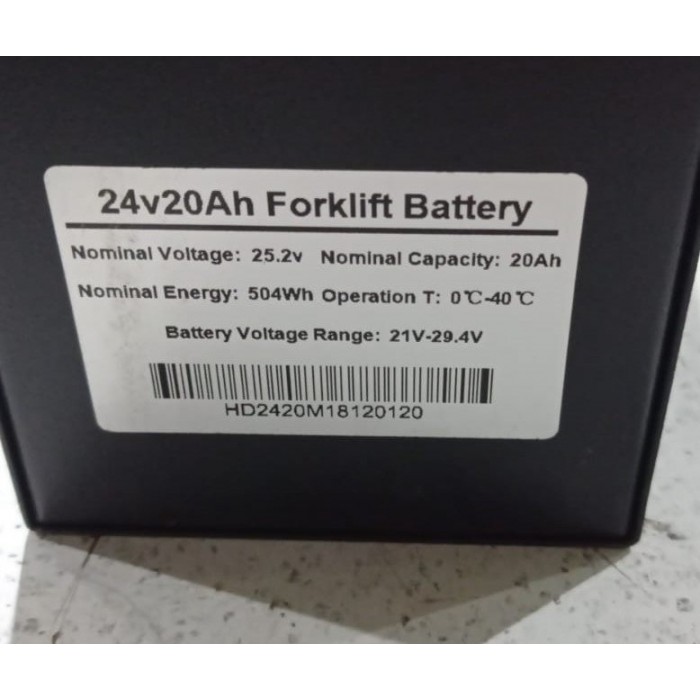 24v20Ah Forklift Battery
Nominal Voltage: 25.2v Nominal Capacity: 20Ah
Nominal Energy: 504Wh Operation T: 0℃-40℃
Battery Voltage Range: 21V-29.4V
HD2420M18120120